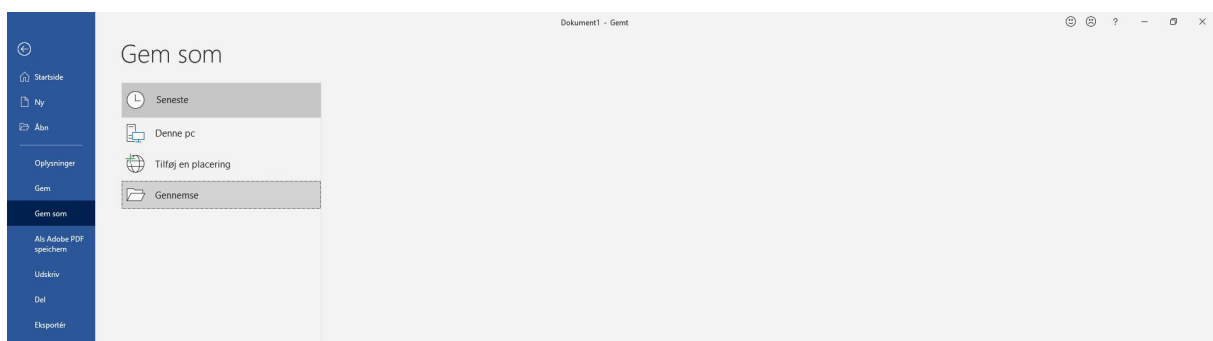 Dokument1 - Gemt
?
Gem som
Startside
Ny
Åbn
Oplysninger
Gem
Gem som
Als Adobe PDF
speichern
Udskriv
Del
Eksportér
Seneste
Denne pc
Tilføj en placering
Gennemse